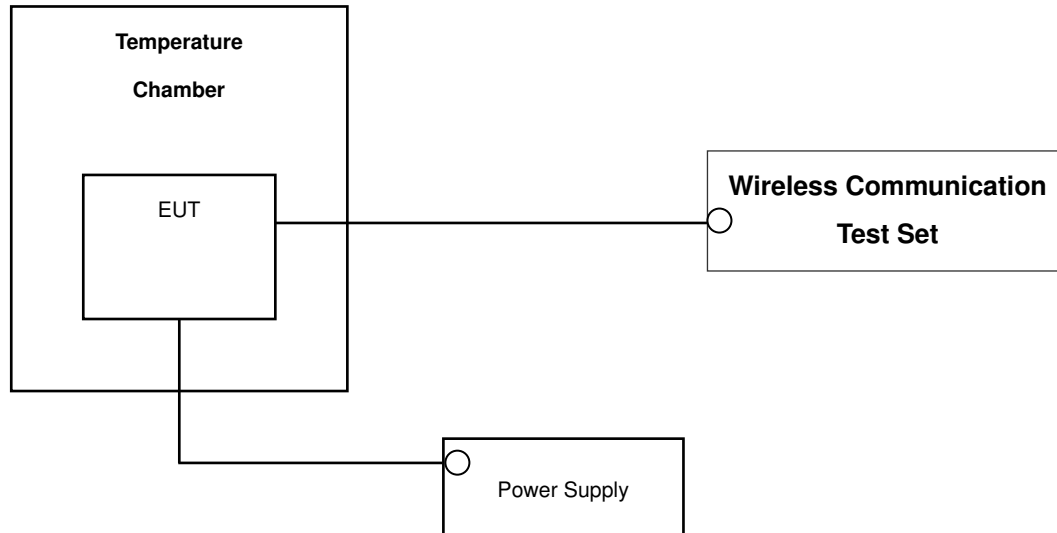 Temperature
Chamber
EUT
Wireless Communication
Test Set
Power Supply